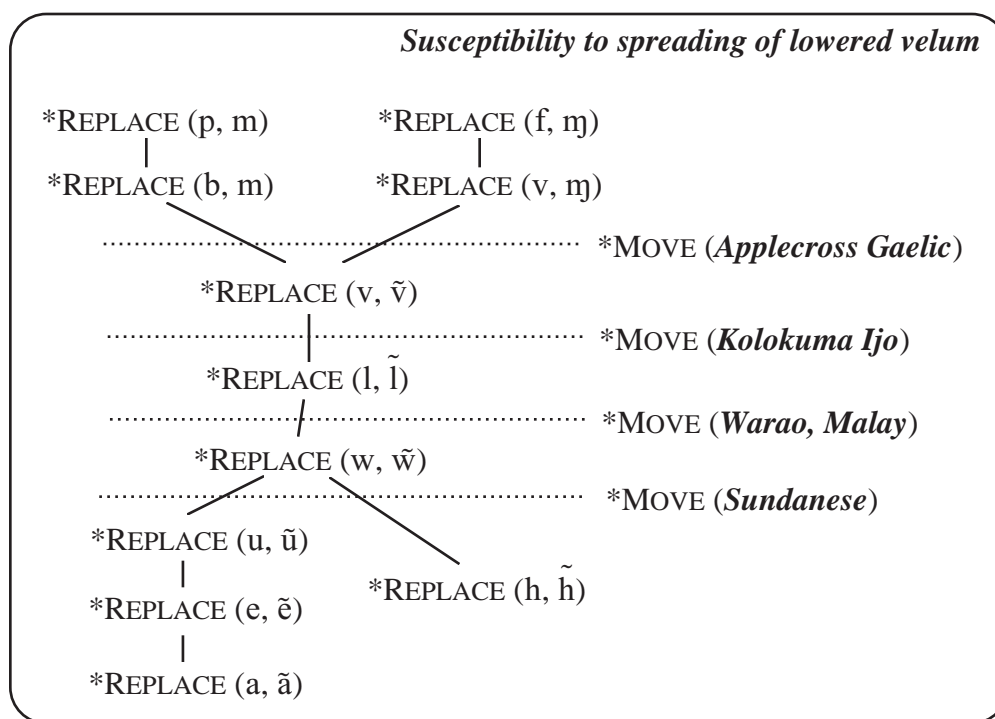 Susceptibility to spreading of lowered velum
*REPLACE (p, m) *REPLACE (f, ɱ)
*REPLACE (b, m) *REPLACE (v, ɱ)
*MOVE (Applecross Gaelic)
*REPLACE (v, ṽ)
*MOVE (Kolokuma Ijo)
*REPLACE (l, l̃)
*MOVE (Warao, Malay)
*REPLACE (w, w̃)
*MOVE (Sundanese)
*REPLACE (u, ũ)
*REPLACE (h, h̃)
*REPLACE (e, ẽ)
*REPLACE (a, ã)